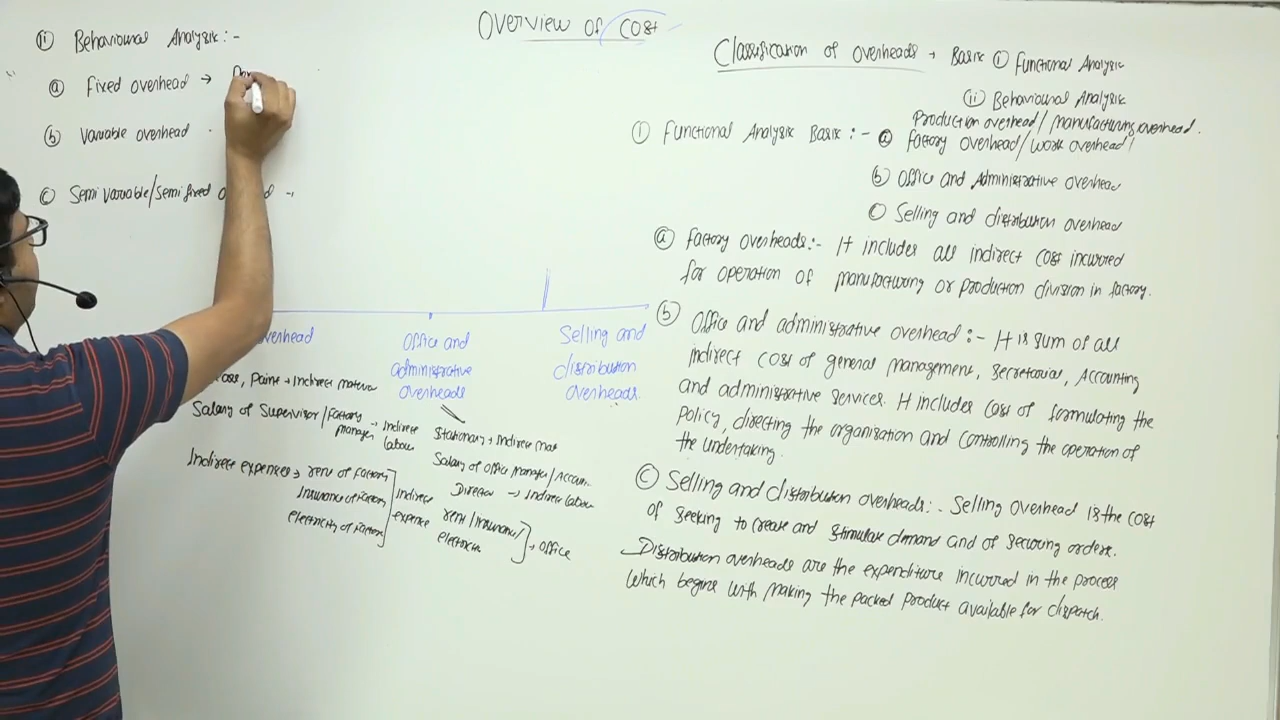 Overview of Cost
(ii) Behavioural Analysis:-
(a) Fixed overhead →
(b) Variable overhead
(c) Semi variable/Semi fixed
Classification of overheads → Basis (i) Functional Analysis
(ii) Behavioural Analysis
(i) Functional Analysis Basis :- (a) Production overhead/manufacturing overhead.
Factory overhead/work overhead/
(b) Office and Administrative overhead
(c) Selling and distribution overhead
(a) Factory overheads:- It includes all indirect cost incurred
for operation of manufacturing or production division in factory.
(b) Office and administrative overhead :- It is sum of all
indirect cost of general management, secretarial, Accounting
and administrative services. It includes cost of formulating the
policy, directing the organisation and controlling the operation of
the undertaking.
(c) Selling and distribution overheads:- Selling overhead is the cost
of seeking to create and stimulate demand and of securing orders.
Distribution overheads are the expenditure incurred in the process
which begins with making the packed product available for dispatch.
overhead
Office and
administrative
overheads
Selling and
distribution
overheads.
Paint → Indirect material
Salary of Supervisor/factory
manager → Indirect
labour
Indirect expenses → rent of factory
Insurance of factory
electricity of factory
Indirect
expense
Stationary → Indirect mat
Salary of office manager/Accoun.
Director → Indirect labour
rent/insurance/
electricity
→ office